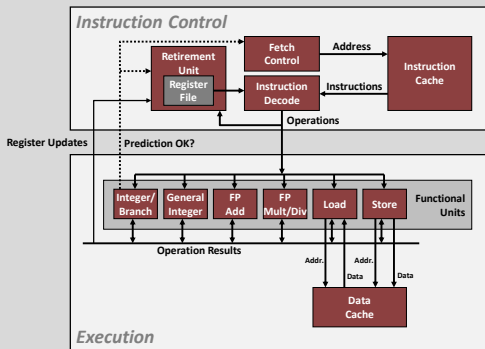 Instruction Control
Fetch
Control
Address
Instruction
Cache
Retirement
Unit
Register
File
Instruction
Decode
Instructions
Operations
Register Updates
Prediction OK?
Integer/
Branch
General
Integer
FP
Add
FP
Mult/Div
Load
Store
Functional
Units
Operation Results
Addr.
Data
Addr.
Data
Data
Cache
Execution